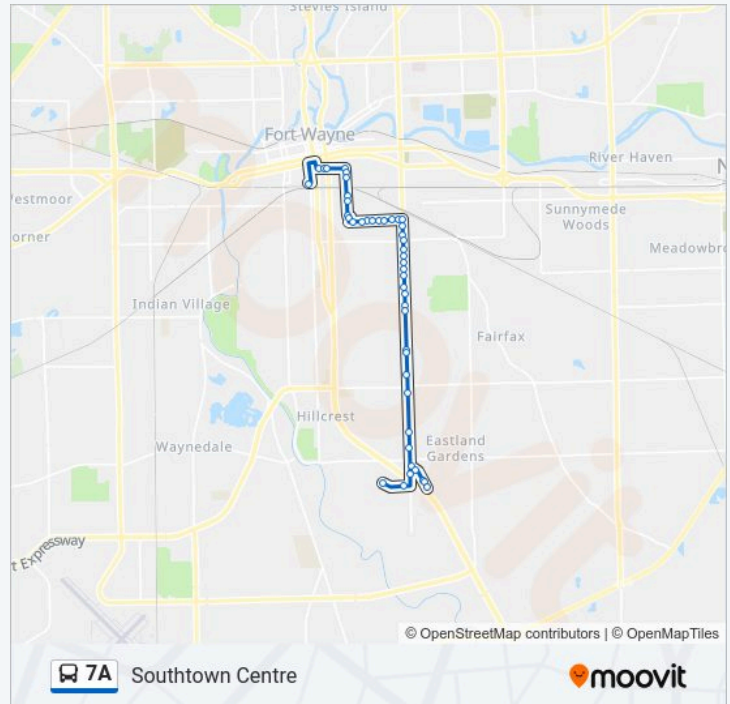 Stevies Island
Fort Wayne
River Haven
N
Westmoor
Sunnymede
Woods
orner
Meadowbro
Indian Village
Fairfax
Hillcrest
Eastland
Gardens
Waynedale
t Expressway
© OpenStreetMap contributors | © OpenMapTiles
7A Southtown Centre
moovit